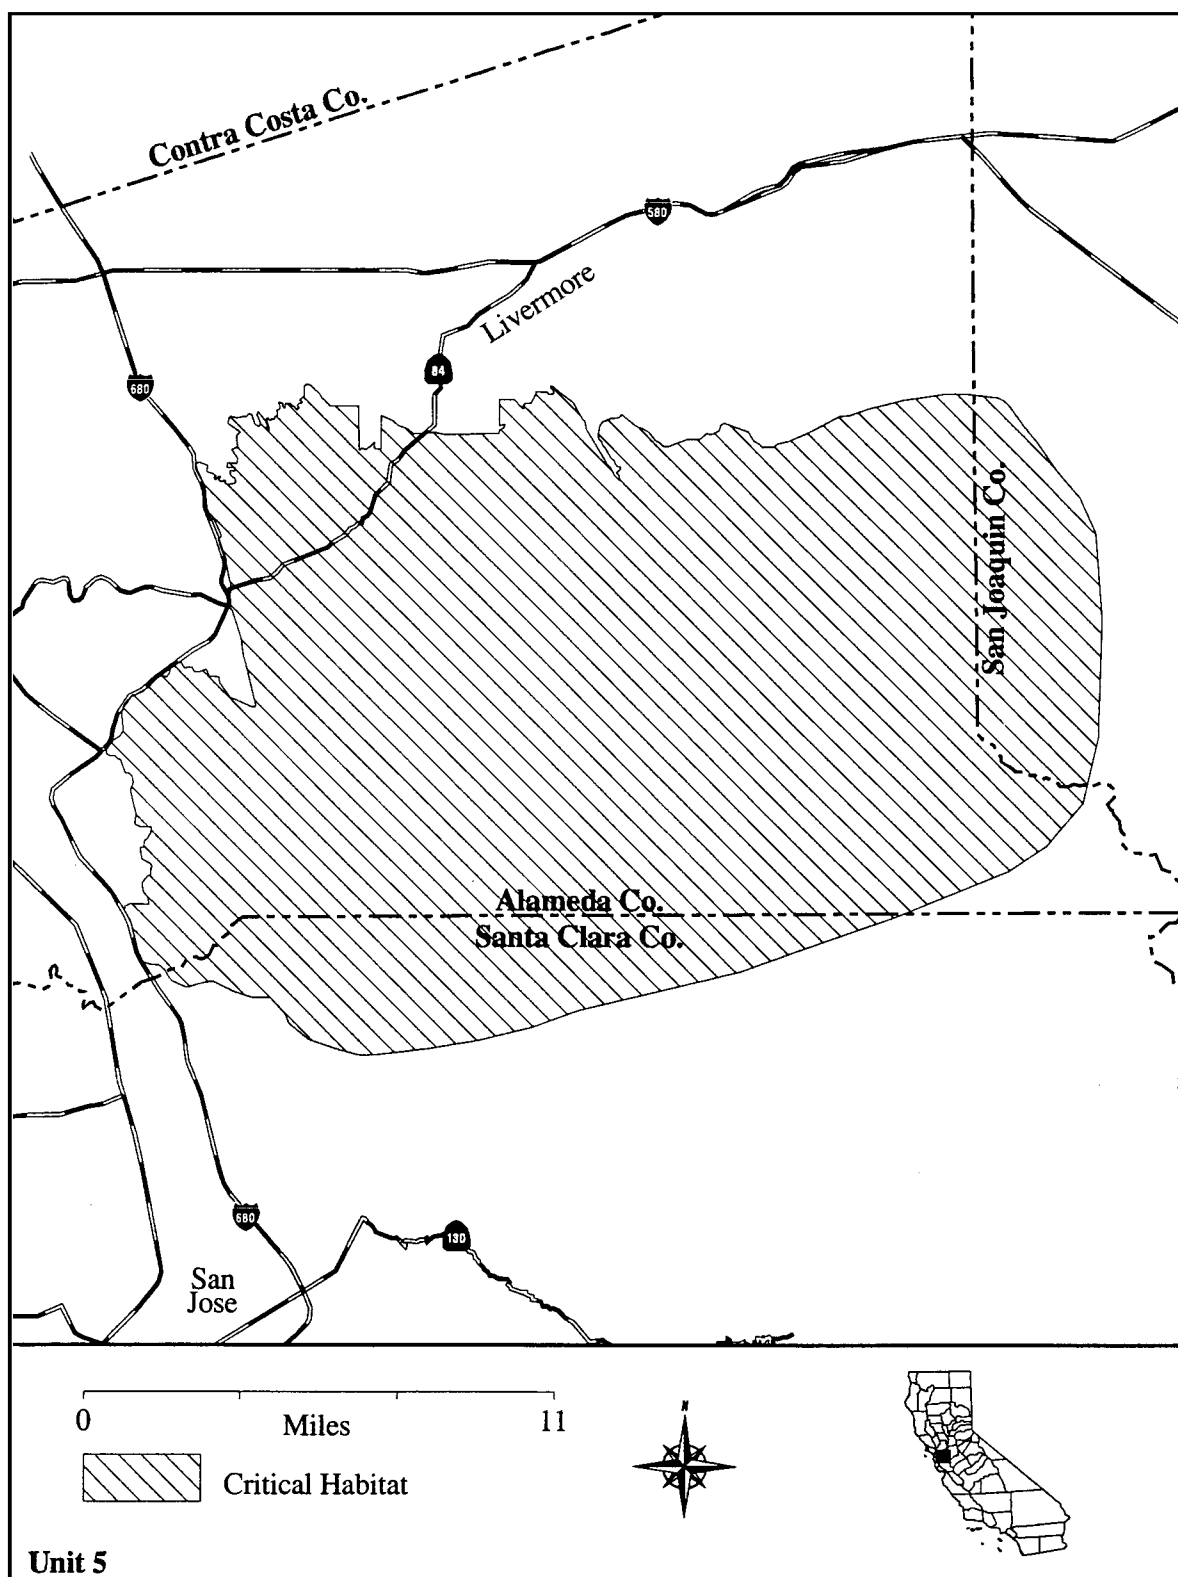 Contra Costa Co.
580
Livermore
84
680
San Joaquin Co.
Alameda Co.
Santa Clara Co.
680
130
San
Jose
0
11
Miles
N
Critical Habitat
Unit 5